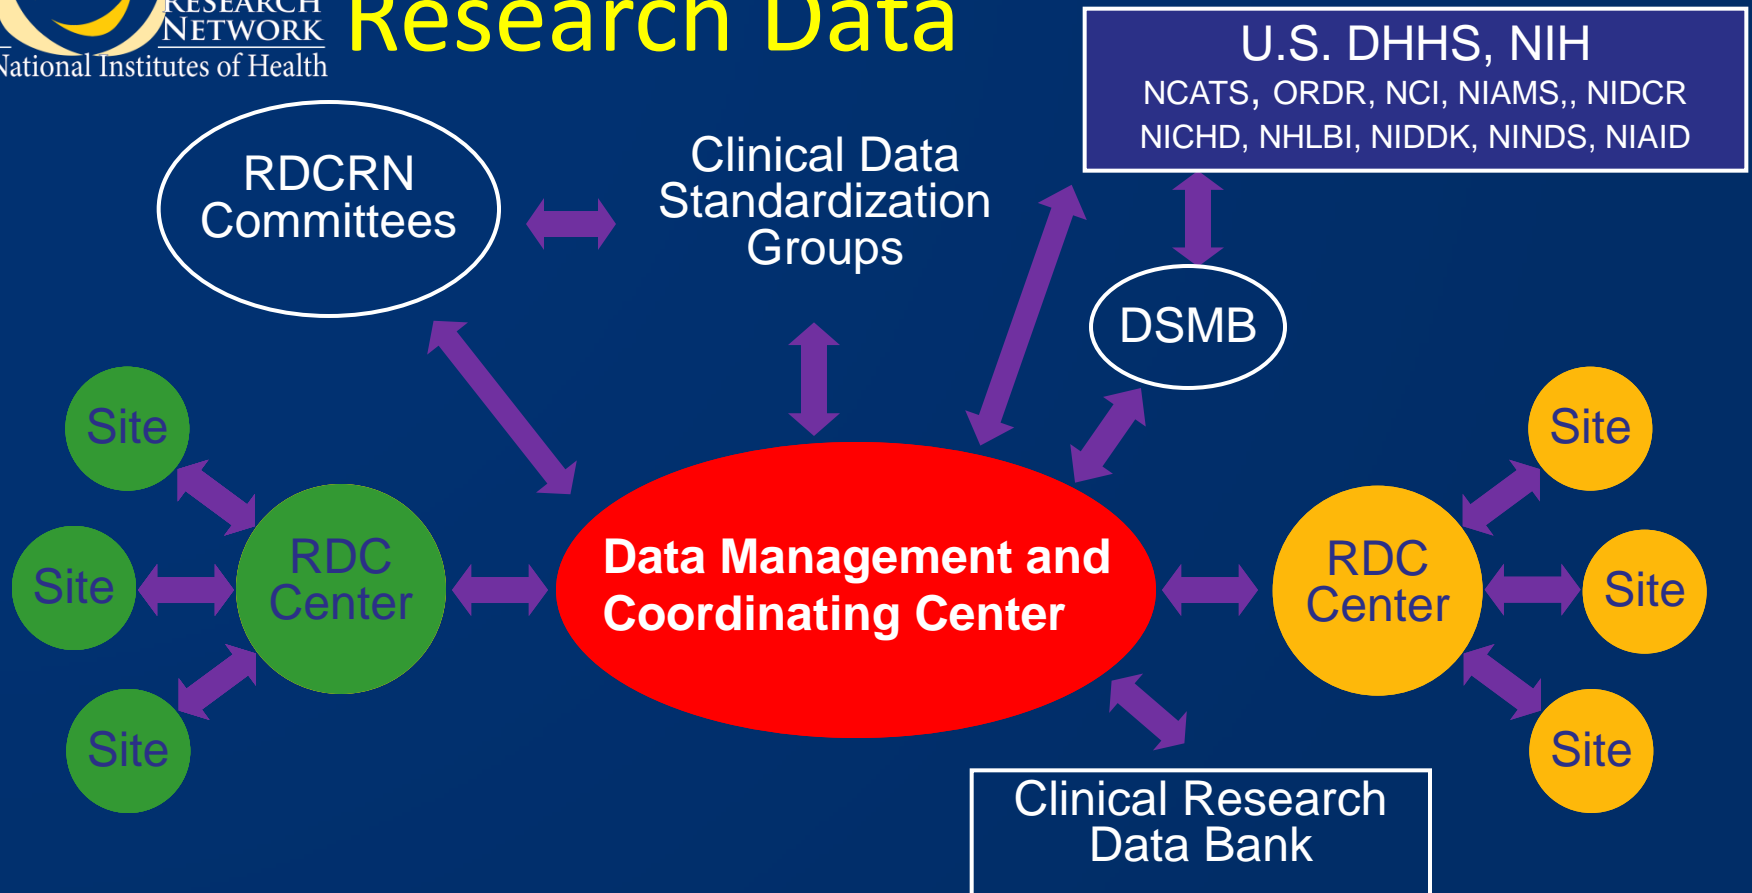 RESEARCH
NETWORK
National Institutes of Health
Research Data
U.S. DHHS, NIH
NCATS, ORDR, NCI, NIAMS,, NIDCR
NICHD, NHLBI, NIDDK, NINDS, NIAID
RDCRN
Committees
Clinical Data
Standardization
Groups
DSMB
Site
Site
Site
RDC
Center
Data Management and
Coordinating Center
RDC
Center
Site
Site
Site
Clinical Research
Data Bank